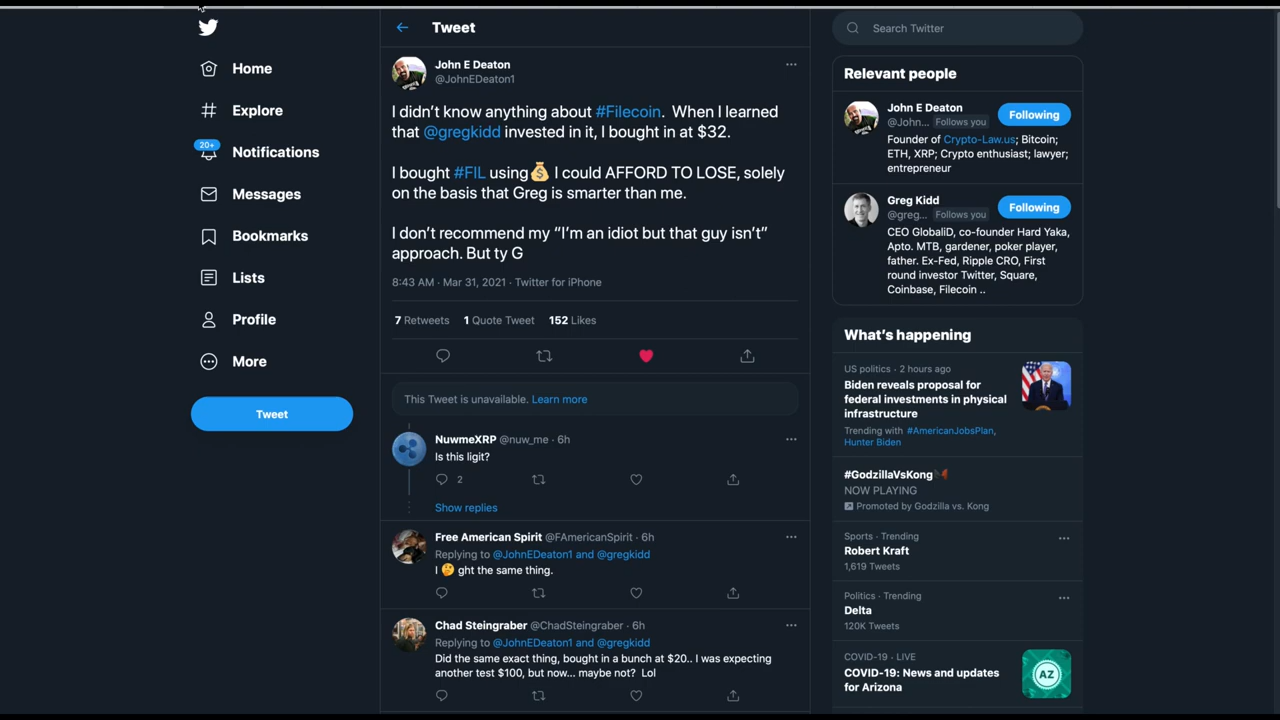 Home
Explore
20+
Notifications
Messages
Bookmarks
Lists
Profile
More
Tweet
Tweet
John E Deaton
@JohnEDeaton1
I didn't know anything about #Filecoin. When I learned
that @gregkidd invested in it, I bought in at $32.
I bought #FIL using💰 I could AFFORD TO LOSE, solely
on the basis that Greg is smarter than me.
I don't recommend my “I'm an idiot but that guy isn't”
approach. But ty G
8:43 AM · Mar 31, 2021 · Twitter for iPhone
7 Retweets 1 Quote Tweet 152 Likes
This Tweet is unavailable. Learn more
NuwmeXRP @nuw_me · 6h
Is this ligit?
2
Show replies
Free American Spirit @FAmericanSpirit · 6h
Replying to @JohnEDeaton1 and @gregkidd
I 🤔 ght the same thing.
Chad Steingraber @ChadSteingraber · 6h
Replying to @JohnEDeaton1 and @gregkidd
Did the same exact thing, bought in a bunch at $20.. I was expecting
another test $100, but now... maybe not? Lol
Search Twitter
Relevant people
John E Deaton
@John... Follows you
Following
Founder of Crypto-Law.us; Bitcoin;
ETH, XRP; Crypto enthusiast; lawyer;
entrepreneur
Greg Kidd
@greg... Follows you
Following
CEO GlobaliD, co-founder Hard Yaka,
Apto. MTB, gardener, poker player,
father. Ex-Fed, Ripple CRO, First
round investor Twitter, Square,
Coinbase, Filecoin ..
What's happening
US politics · 2 hours ago
Biden reveals proposal for
federal investments in physical
infrastructure
Trending with #AmericanJobsPlan,
Hunter Biden
#GodzillaVsKong
NOW PLAYING
Promoted by Godzilla vs. Kong
Sports · Trending
Robert Kraft
1,619 Tweets
Politics · Trending
Delta
120K Tweets
COVID-19 · LIVE
COVID-19: News and updates
for Arizona
AZ